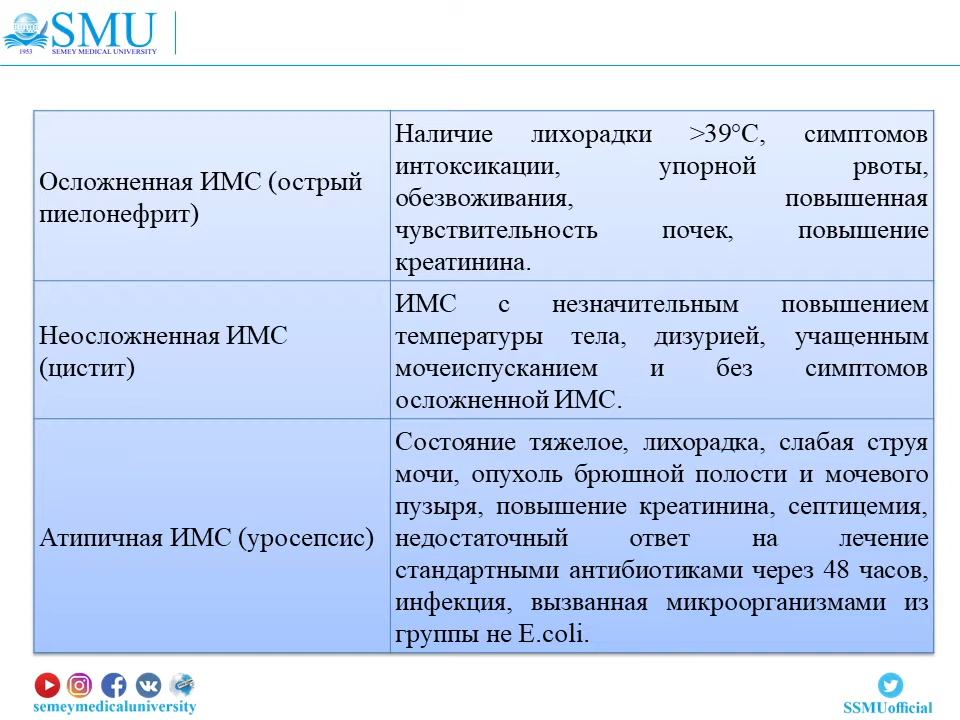 SMU
1953
SEMEY MEDICAL UNIVERSITY
Осложненная ИМС (острый
пиелонефрит)
Наличие лихорадки >39°С, симптомов
интоксикации, упорной рвоты,
обезвоживания, повышенная
чувствительность почек, повышение
креатинина.
Неосложненная ИМС
(цистит)
ИМС с незначительным повышением
температуры тела, дизурией, учащенным
мочеиспусканием и без симптомов
осложненной ИМС.
Атипичная ИМС (уросепсис)
Состояние тяжелое, лихорадка, слабая струя
мочи, опухоль брюшной полости и мочевого
пузыря, повышение креатинина, септицемия,
недостаточный ответ на лечение
стандартными антибиотиками через 48 часов,
инфекция, вызванная микроорганизмами из
группы не E.coli.
semeymedicaluniversity
SSMUofficial